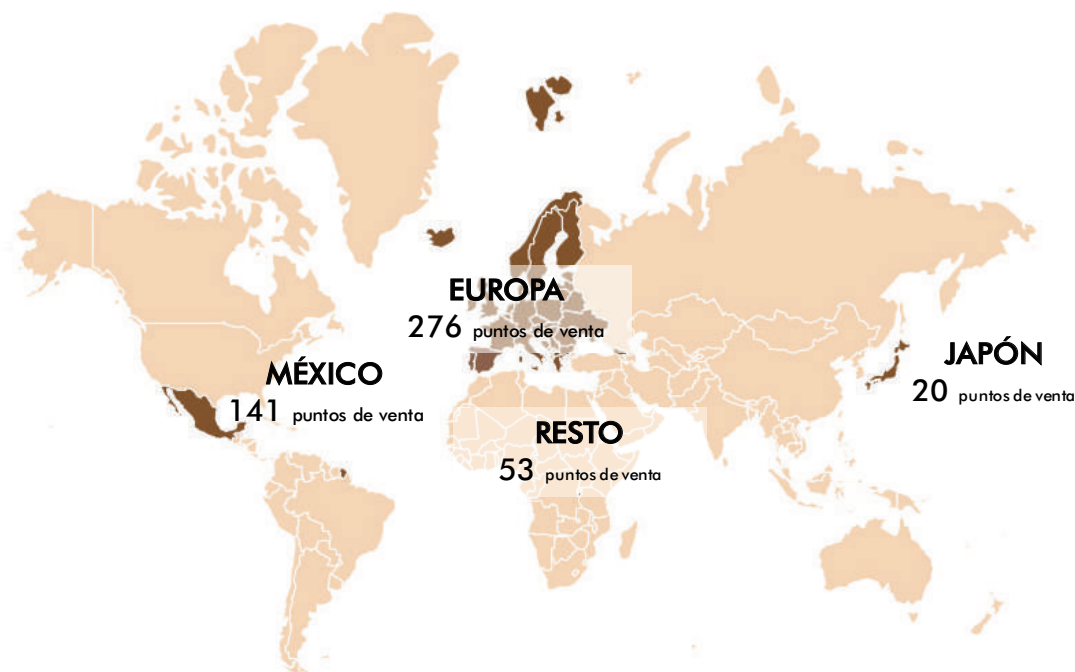 EUROPA
276 puntos de venta
JAPÓN
20 puntos de venta
MÉXICO
141 puntos de venta
RESTO
53 puntos de venta